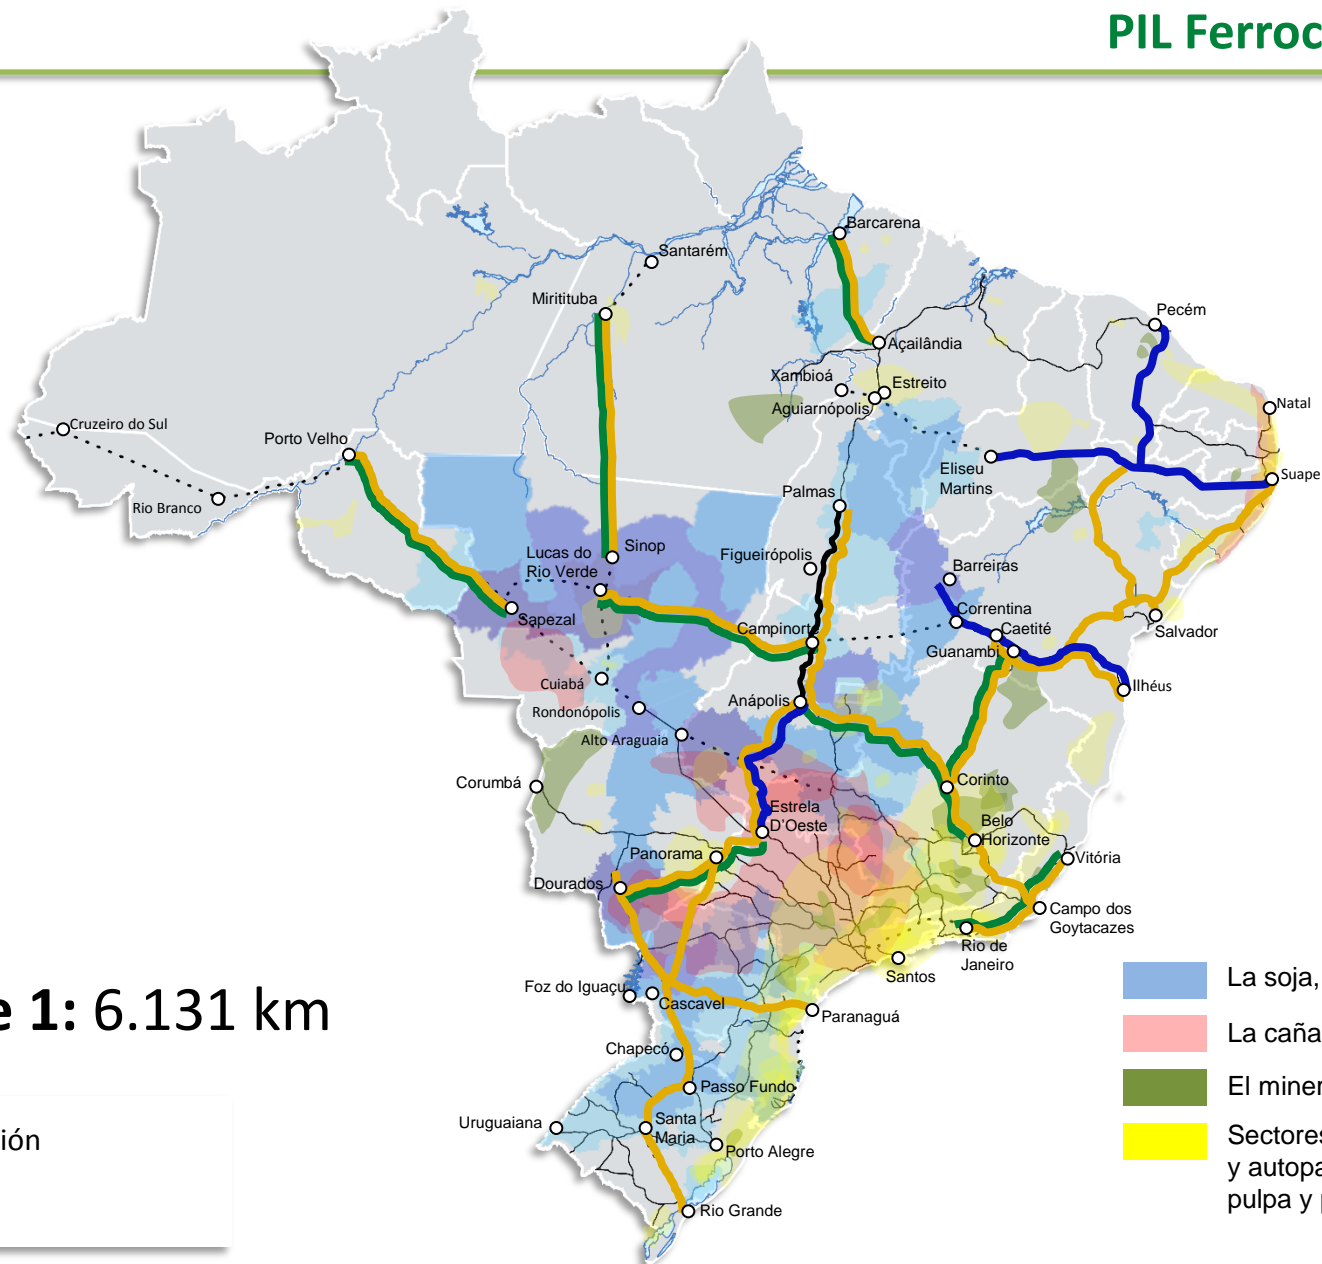 PIL Ferroc
Barcarena
Santarém
Miritituba
Pecém
Açailândia
Xambioá
Estreito
Aguiarnópolis
Natal
Cruzeiro do Sul
Porto Velho
Eliseu
Martins
Suape
Palmas
Rio Branco
Lucas do
Rio Verde
Sinop
Figueirópolis
Barreiras
Sapezal
Correntina
Caetité
Campinorte
Guanambi
Salvador
Cuiabá
Ilhéus
Anápolis
Rondonópolis
Alto Araguaia
Corumbá
Corinto
Estrela
D'Oeste
Belo
Horizonte
Panorama
Vitória
Dourados
Campo dos
Goytacazes
Rio de
Janeiro
Santos
Foz do Iguaçu
Cascavel
Paranaguá
e 1: 6.131 km
Chapecó
Passo Fundo
Uruguaiana
Santa
Maria
Porto Alegre
Rio Grande
ión
La soja,
La caña
El miner
Sectores
y autopa
pulpa y p